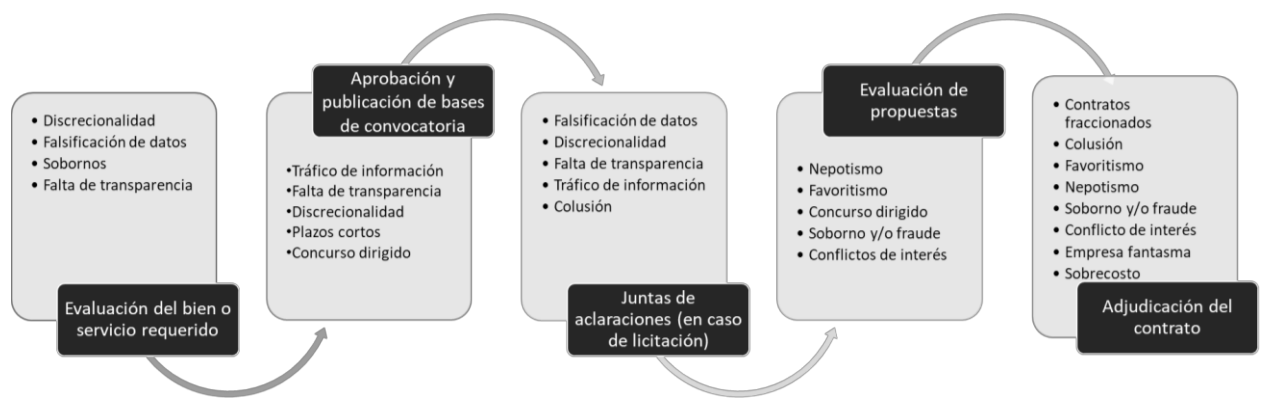 • Discrecionalidad
• Falsificación de datos
• Sobornos
• Falta de transparencia
Evaluación del bien o
servicio requerido
Aprobación y
publicación de bases
de convocatoria
•Tráfico de información
•Falta de transparencia
•Discrecionalidad
•Plazos cortos
•Concurso dirigido
• Falsificación de datos
• Discrecionalidad
• Falta de transparencia
• Tráfico de información
• Colusión
Juntas de
aclaraciones (en caso
de licitación)
Evaluación de
propuestas
• Nepotismo
• Favoritismo
• Concurso dirigido
• Soborno y/o fraude
• Conflictos de interés
• Contratos
fraccionados
• Colusión
• Favoritismo
• Nepotismo
• Soborno y/o fraude
• Conflicto de interés
• Empresa fantasma
• Sobrecosto
Adjudicación del
contrato